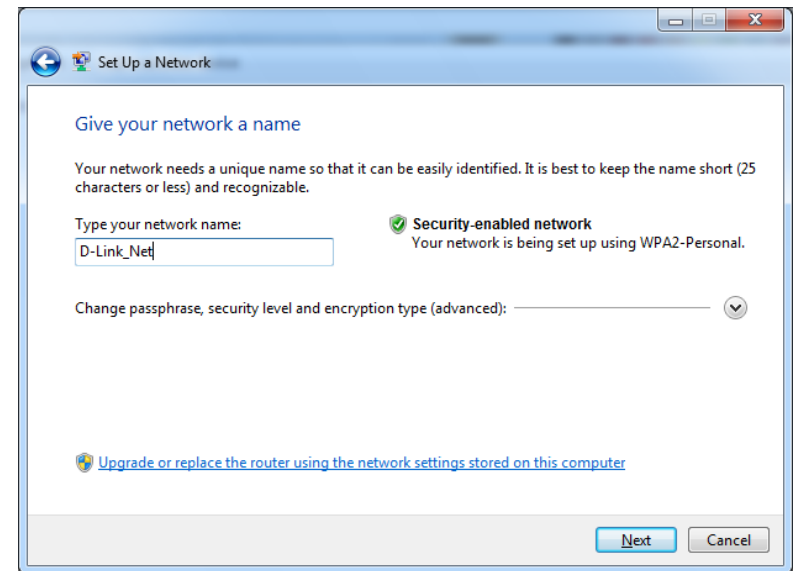 Set Up a Network
Give your network a name
Your network needs a unique name so that it can be easily identified. It is best to keep the name short (25
characters or less) and recognizable.
Type your network name:
Security-enabled network
D-Link_Net
Your network is being set up using WPA2-Personal.
Change passphrase, security level and encryption type (advanced):
Upgrade or replace the router using the network settings stored on this computer
Next
Cancel